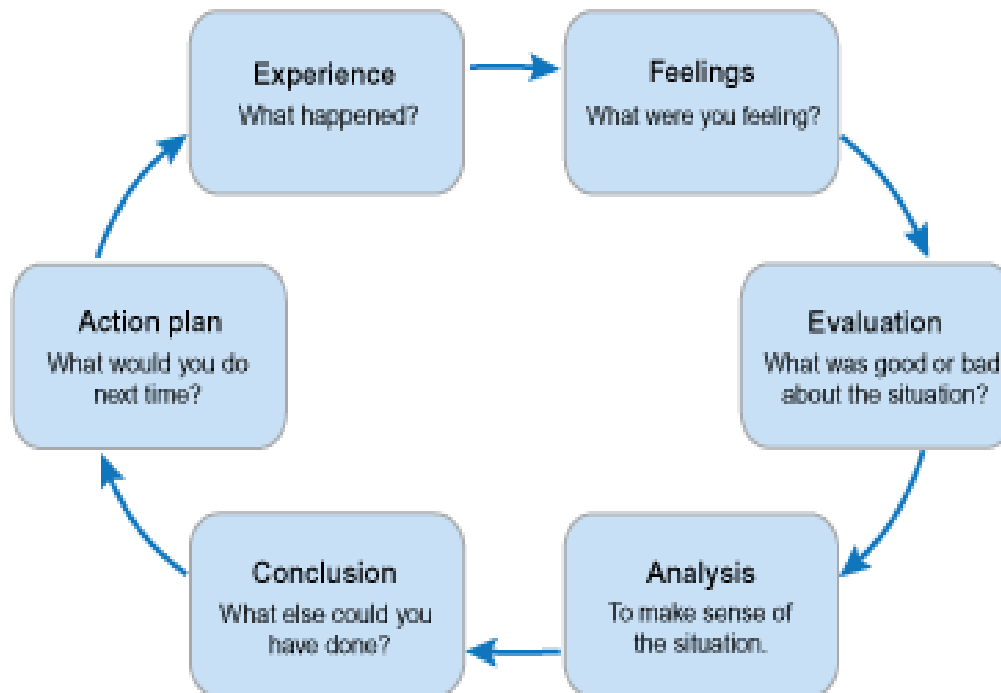 Experience
What happened?
Feelings
What were you feeling?
Evaluation
What was good or bad
about the situation?
Analysis
To make sense of
the situation.
Conclusion
What else could you
have done?
Action plan
What would you do
next time?